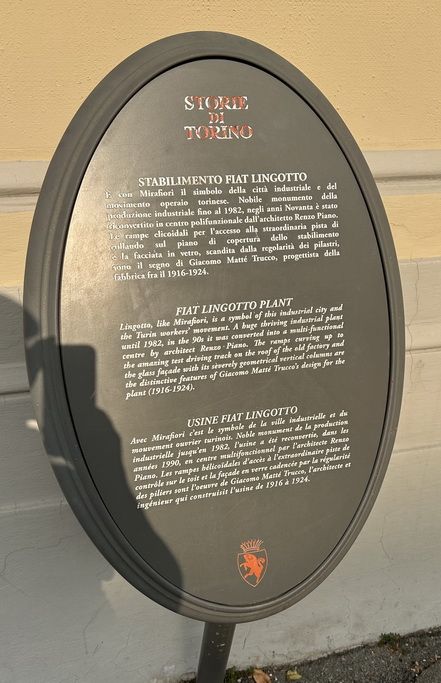 STORIE
DI
TORINO
STABILIMENTO FIAT LINGOTTO
È con Mirafiori il simbolo della città industriale e del
movimento operaio torinese. Nobile monumento della
produzione industriale fino al 1982, negli anni Novanta è stato
riconvertito in centro polifunzionale dall'architetto Renzo Piano.
Le rampe elicoidali per l'accesso alla straordinaria pista di
collaudo sul piano di copertura dello stabilimento
e la facciata in vetro, scandita dalla regolarità dei pilastri,
sono il segno di Giacomo Matté Trucco, progettista della
fabbrica fra il 1916-1924.
FIAT LINGOTTO PLANT
Lingotto, like Mirafiori, is a symbol of this industrial city and
the Turin workers' movement. A huge thriving industrial plant
until 1982, in the 90s it was converted into a multi-functional
centre by architect Renzo Piano. The ramps curving up to
the amazing test driving track on the roof of the old factory and
the glass façade with its severely geometrical vertical columns are
the distinctive features of Giacomo Matté Trucco's design for the
plant (1916-1924).
USINE FIAT LINGOTTO
Avec Mirafiori c'est le symbole de la ville industrielle et du
mouvement ouvrier turinois. Noble monument de la production
industrielle jusqu'en 1982, l'usine a été reconvertie, dans les
années 1990, en centre multifonctionnel par l'architecte Renzo
Piano. Les rampes hélicoïdales d'accès à l'extraordinaire piste de
contrôle sur le toit et la façade en verre cadencée par la régularité
des piliers sont l'oeuvre de Giacomo Matté Trucco, l'architecte et
ingénieur qui construisit l'usine de 1916 à 1924.